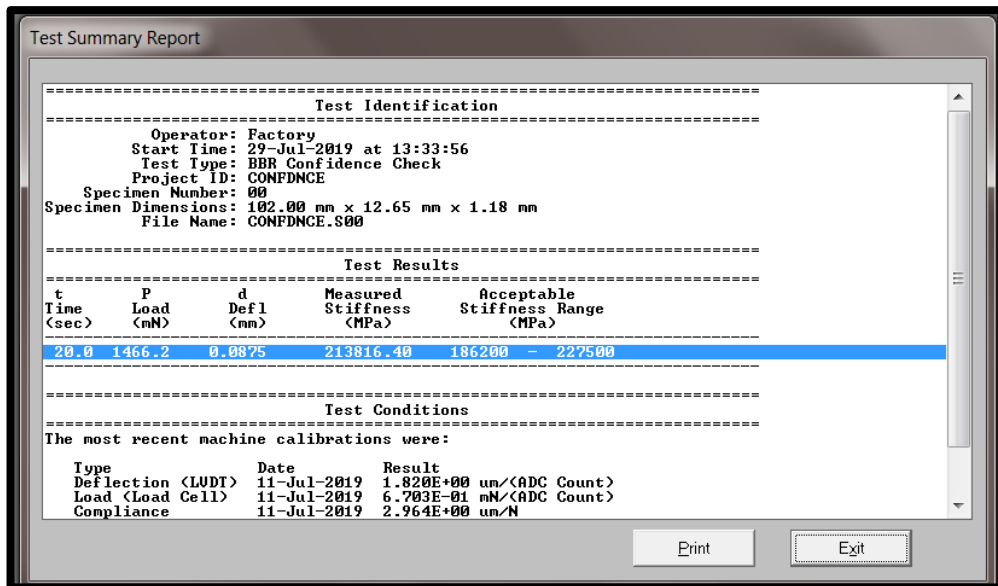 Test Summary Report
===========================================================================
Test Identification
===========================================================================
Operator: Factory
Start Time: 29-Jul-2019 at 13:33:56
Test Type: BBR Confidence Check
Project ID: CONFDNCE
Specimen Number: 00
Specimen Dimensions: 102.00 mm x 12.65 mm x 1.18 mm
File Name: CONFDNCE.S00
===========================================================================
Test Results
===========================================================================
t P d Measured Acceptable
Time Load Defl Stiffness Stiffness Range
(sec) (mN) (mm) (MPa) (MPa)
---------------------------------------------------------------------------
20.0 1466.2 0.0875 213816.40 186200 - 227500
---------------------------------------------------------------------------
===========================================================================
Test Conditions
===========================================================================
The most recent machine calibrations were:
Type Date Result
Deflection (LVDT) 11-Jul-2019 1.820E+00 um/(ADC Count)
Load (Load Cell) 11-Jul-2019 6.703E-01 mN/(ADC Count)
Compliance 11-Jul-2019 2.964E+00 um/N
Print Exit